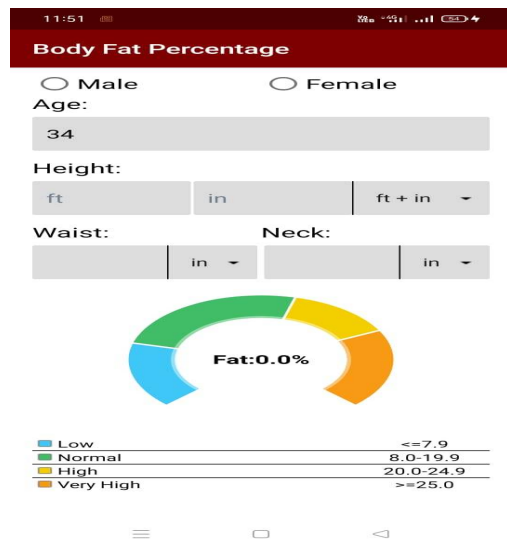 11:51
54
Body Fat Percentage
Male Female
Age:
34
Height:
ft in ft + in
Waist: Neck:
in in
Fat:0.0%
Low <=7.9
Normal 8.0-19.9
High 20.0-24.9
Very High >=25.0